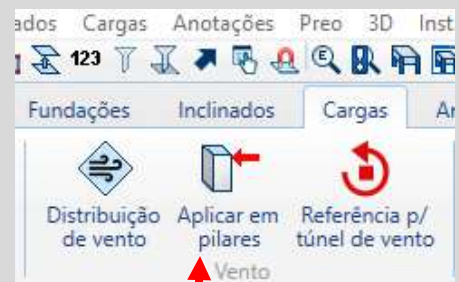 ados Cargas Anotações Preo 3D Inst
123
Fundações Inclinados Cargas Ar
Distribuição de vento
Aplicar em pilares
Referência p/ túnel de vento
Vento